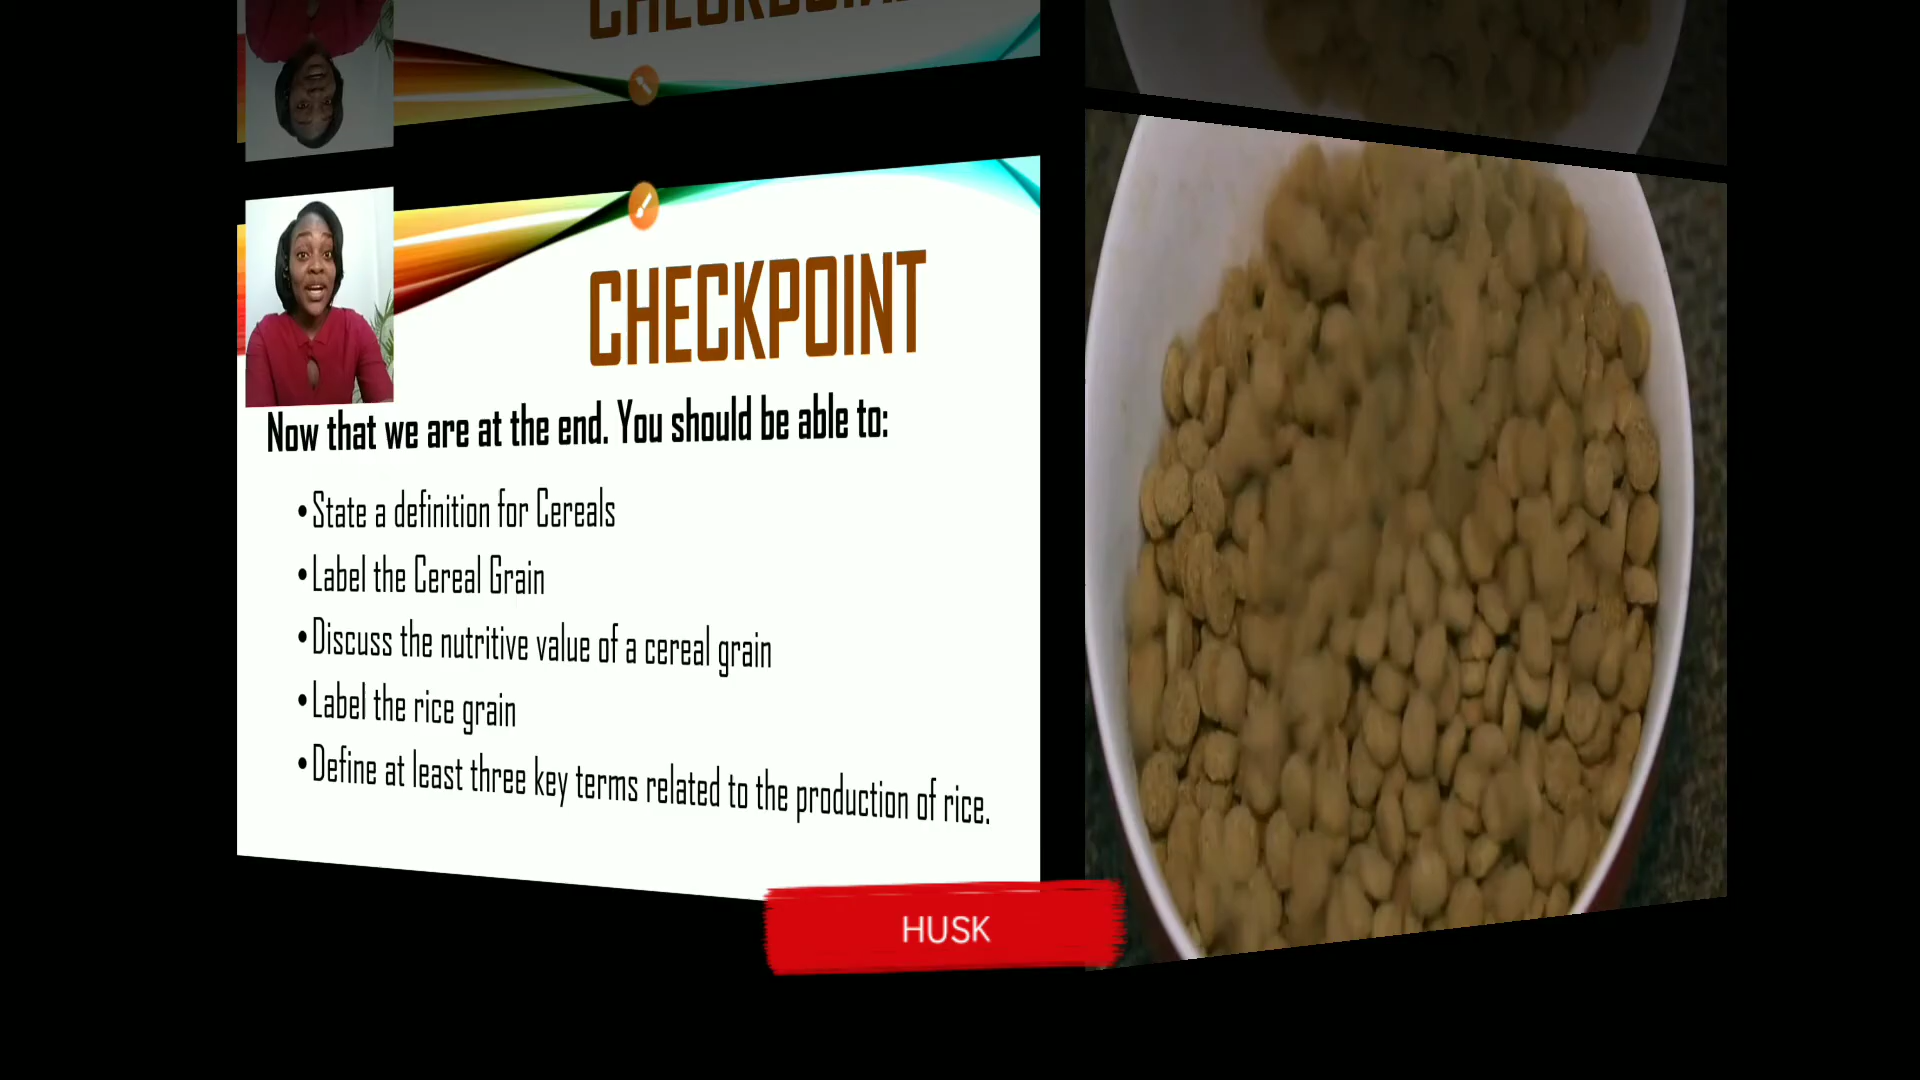 CHECKPOINT
Now that we are at the end. You should be able to:
• State a definition for Cereals
• Label the Cereal Grain
• Discuss the nutritive value of a cereal grain
• Label the rice grain
• Define at least three key terms related to the production of rice.
HUSK